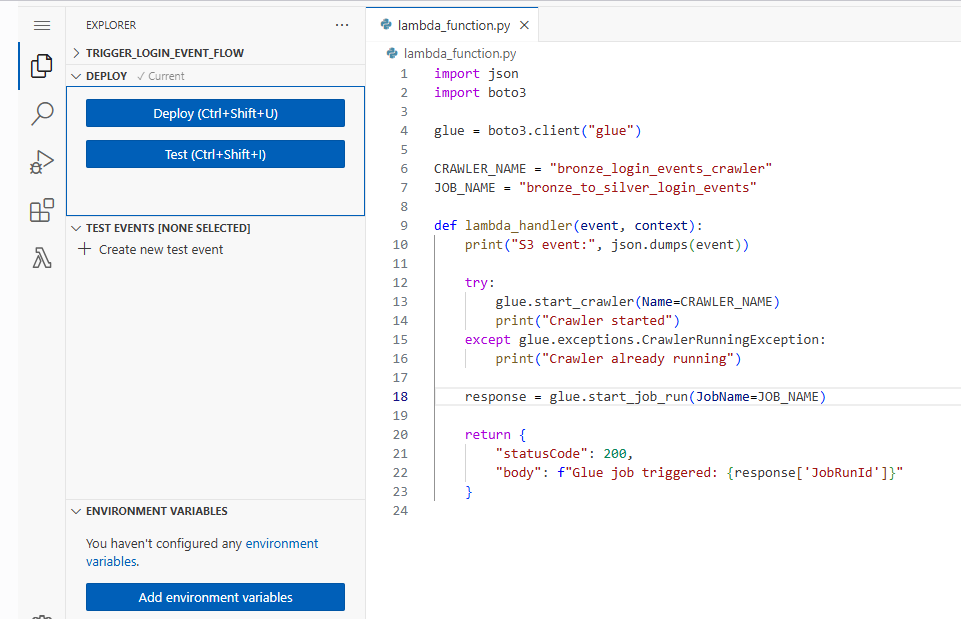 EXPLORER
TRIGGER_LOGIN_EVENT_FLOW
DEPLOY ✓ Current
Deploy (Ctrl+Shift+U)
Test (Ctrl+Shift+I)
TEST EVENTS [NONE SELECTED]
+ Create new test event
ENVIRONMENT VARIABLES
You haven't configured any environment
variables.
Add environment variables
lambda_function.py ×
lambda_function.py
1 import json
2 import boto3
3
4 glue = boto3.client("glue")
5
6 CRAWLER_NAME = "bronze_login_events_crawler"
7 JOB_NAME = "bronze_to_silver_login_events"
8
9 def lambda_handler(event, context):
10     print("S3 event:", json.dumps(event))
11
12     try:
13         glue.start_crawler(Name=CRAWLER_NAME)
14         print("Crawler started")
15     except glue.exceptions.CrawlerRunningException:
16         print("Crawler already running")
17
18     response = glue.start_job_run(JobName=JOB_NAME)
19
20     return {
21         "statusCode": 200,
22         "body": f"Glue job triggered: {response['JobRunId']}"
23     }
24